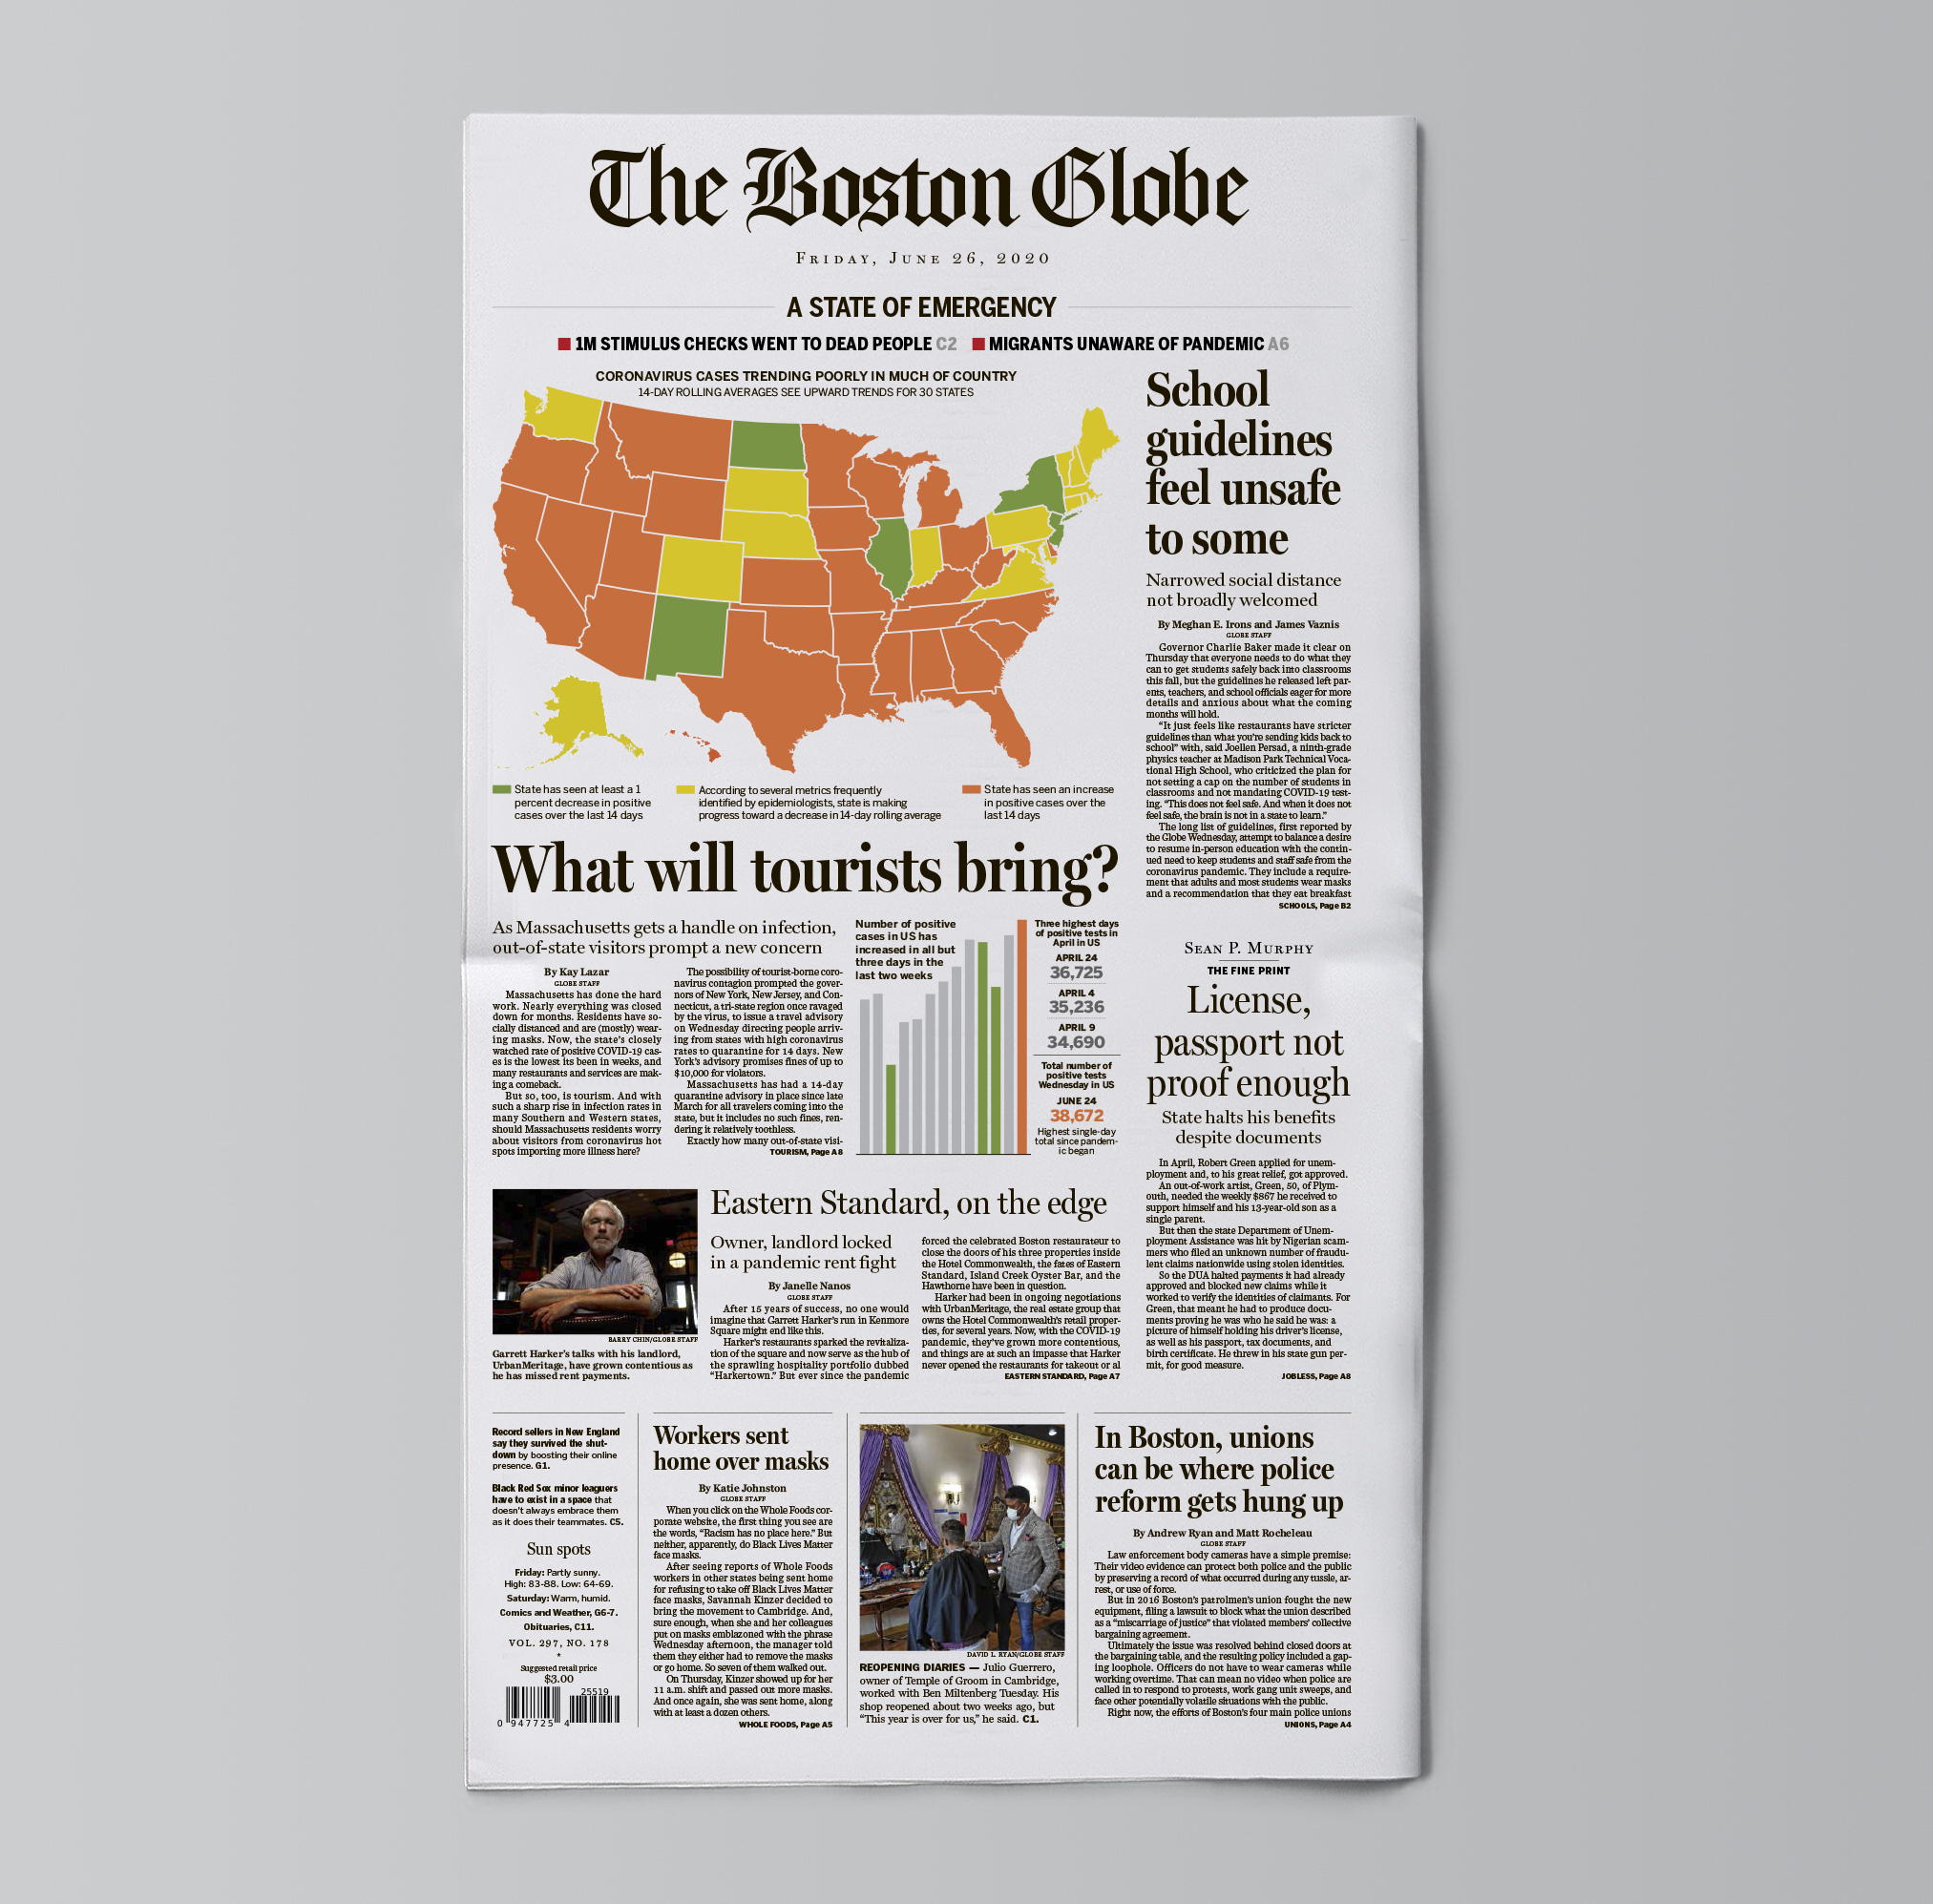 The Boston Globe
FRIDAY, JUNE 26, 2020
A STATE OF EMERGENCY
1M STIMULUS CHECKS WENT TO DEAD PEOPLE C2 MIGRANTS UNAWARE OF PANDEMIC A6
CORONAVIRUS CASES TRENDING POORLY IN MUCH OF COUNTRY
14-DAY ROLLING AVERAGES SEE UPWARD TRENDS FOR 30 STATES
State has seen at least a 1
percent decrease in positive
cases over the last 14 days
According to several metrics frequently
identified by epidemiologists, state is making
progress toward a decrease in 14-day rolling average
State has seen an increase
in positive cases over the
last 14 days
School
guidelines
feel unsafe
to some
Narrowed social distance
not broadly welcomed
By Meghan E. Irons and James Vaznis
GLOBE STAFF
Governor Charlie Baker made it clear on
Thursday that everyone needs to do what they
can to get students safely back into classrooms
this fall, but the guidelines he released left par-
ents, teachers, and school officials eager for more
details and anxious about what the coming
months will hold.
“It just feels like restaurants have stricter
guidelines than what you’re sending kids back to
school” with, said Joellen Persad, a ninth-grade
physics teacher at Madison Park Technical Voca-
tional High School, who criticized the plan for
not setting a cap on the number of students in
classrooms and not mandating COVID-19 test-
ing. “This does not feel safe. And when it does not
feel safe, the brain is not in a state to learn.”
The long list of guidelines, first reported by
the Globe Wednesday, attempt to balance a desire
to resume in-person education with the contin-
ued need to keep students and staff safe from the
coronavirus pandemic. They include a require-
ment that adults and most students wear masks
and a recommendation that they eat breakfast
SCHOOLS, Page B2
What will tourists bring?
As Massachusetts gets a handle on infection,
out-of-state visitors prompt a new concern
By Kay Lazar
GLOBE STAFF
Massachusetts has done the hard
work. Nearly everything was closed
down for months. Residents have so-
cially distanced and are (mostly) wear-
ing masks. Now, the state’s closely
watched rate of positive COVID-19 cas-
es is the lowest its been in weeks, and
many restaurants and services are mak-
ing a comeback.
But so, too, is tourism. And with
such a sharp rise in infection rates in
many Southern and Western states,
should Massachusetts residents worry
about visitors from coronavirus hot
spots importing more illness here?
The possibility of tourist-borne coro-
navirus contagion prompted the gover-
nors of New York, New Jersey, and Con-
necticut, a tri-state region once ravaged
by the virus, to issue a travel advisory
on Wednesday directing people arriv-
ing from states with high coronavirus
rates to quarantine for 14 days. New
York’s advisory promises fines of up to
$10,000 for violators.
Massachusetts has had a 14-day
quarantine advisory in place since late
March for all travelers coming into the
state, but it includes no such fines, ren-
dering it relatively toothless.
Exactly how many out-of-state visi-
TOURISM, Page A8
Number of positive
cases in US has
increased in all but
three days in the
last two weeks
Three highest days
of positive tests in
April in US
APRIL 24
36,725
APRIL 4
35,236
APRIL 9
34,690
Total number of
positive tests
Wednesday in US
JUNE 24
38,672
Highest single-day
total since pandem-
ic began
SEAN P. MURPHY
THE FINE PRINT
License,
passport not
proof enough
State halts his benefits
despite documents
In April, Robert Green applied for unem-
ployment and, to his great relief, got approved.
An out-of-work artist, Green, 50, of Plym-
outh, needed the weekly $867 he received to
support himself and his 13-year-old son as a
single parent.
But then the state Department of Unem-
ployment Assistance was hit by Nigerian scam-
mers who filed an unknown number of fraudu-
lent claims nationwide using stolen identities.
So the DUA halted payments it had already
approved and blocked new claims while it
worked to verify the identities of claimants. For
Green, that meant he had to produce docu-
ments proving he was who he said he was: a
picture of himself holding his driver’s license,
as well as his passport, tax documents, and
birth certificate. He threw in his state gun per-
mit, for good measure.
JOBLESS, Page A8
BARRY CHIN/GLOBE STAFF
Garrett Harker’s talks with his landlord,
UrbanMeritage, have grown contentious as
he has missed rent payments.
Eastern Standard, on the edge
Owner, landlord locked
in a pandemic rent fight
By Janelle Nanos
GLOBE STAFF
After 15 years of success, no one would
imagine that Garrett Harker’s run in Kenmore
Square might end like this.
Harker’s restaurants sparked the revitaliza-
tion of the square and now serve as the hub of
the sprawling hospitality portfolio dubbed
“Harkertown.” But ever since the pandemic
forced the celebrated Boston restaurateur to
close the doors of his three properties inside
the Hotel Commonwealth, the fates of Eastern
Standard, Island Creek Oyster Bar, and the
Hawthorne have been in question.
Harker had been in ongoing negotiations
with UrbanMeritage, the real estate group that
owns the Hotel Commonwealth’s retail proper-
ties, for several years. Now, with the COVID-19
pandemic, they’ve grown more contentious,
and things are at such an impasse that Harker
never opened the restaurants for takeout or al
EASTERN STANDARD, Page A7
Record sellers in New England
say they survived the shut-
down by boosting their online
presence. G1.
Black Red Sox minor leaguers
have to exist in a space that
doesn’t always embrace them
as it does their teammates. C5.
Sun spots
Friday: Partly sunny.
High: 83-88. Low: 64-69.
Saturday: Warm, humid.
Comics and Weather, G6-7.
Obituaries, C11.
VOL. 297, NO. 178
*
Suggested retail price
$3.00
25519
0 947725 4
Workers sent
home over masks
By Katie Johnston
GLOBE STAFF
When you click on the Whole Foods cor-
porate website, the first thing you see are
the words, “Racism has no place here.” But
neither, apparently, do Black Lives Matter
face masks.
After seeing reports of Whole Foods
workers in other states being sent home
for refusing to take off Black Lives Matter
face masks, Savannah Kinzer decided to
bring the movement to Cambridge. And,
sure enough, when she and her colleagues
put on masks emblazoned with the phrase
Wednesday afternoon, the manager told
them they either had to remove the masks
or go home. So seven of them walked out.
On Thursday, Kinzer showed up for her
11 a.m. shift and passed out more masks.
And once again, she was sent home, along
with at least a dozen others.
WHOLE FOODS, Page A5
DAVID L. RYAN/GLOBE STAFF
REOPENING DIARIES — Julio Guerrero,
owner of Temple of Groom in Cambridge,
worked with Ben Miltenberg Tuesday. His
shop reopened about two weeks ago, but
“This year is over for us,” he said. C1.
In Boston, unions
can be where police
reform gets hung up
By Andrew Ryan and Matt Rocheleau
GLOBE STAFF
Law enforcement body cameras have a simple premise:
Their video evidence can protect both police and the public
by preserving a record of what occurred during any tussle, ar-
rest, or use of force.
But in 2016 Boston’s patrolmen’s union fought the new
equipment, filing a lawsuit to block what the union described
as a “miscarriage of justice” that violated members’ collective
bargaining agreement.
Ultimately the issue was resolved behind closed doors at
the bargaining table, and the resulting policy included a gap-
ing loophole. Officers do not have to wear cameras while
working overtime. That can mean no video when police are
called in to respond to protests, work gang unit sweeps, and
face other potentially volatile situations with the public.
Right now, the efforts of Boston’s four main police unions
UNIONS, Page A4